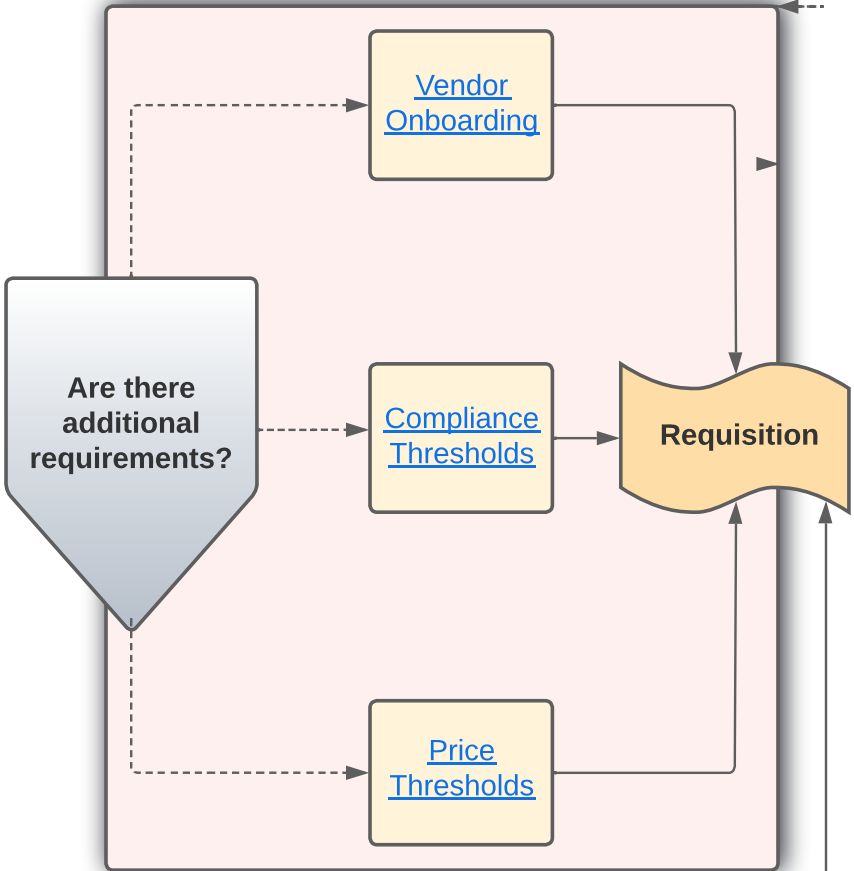 Vendor
Onboarding
Are there
additional
requirements?
Compliance
Thresholds
Requisition
Price
Thresholds